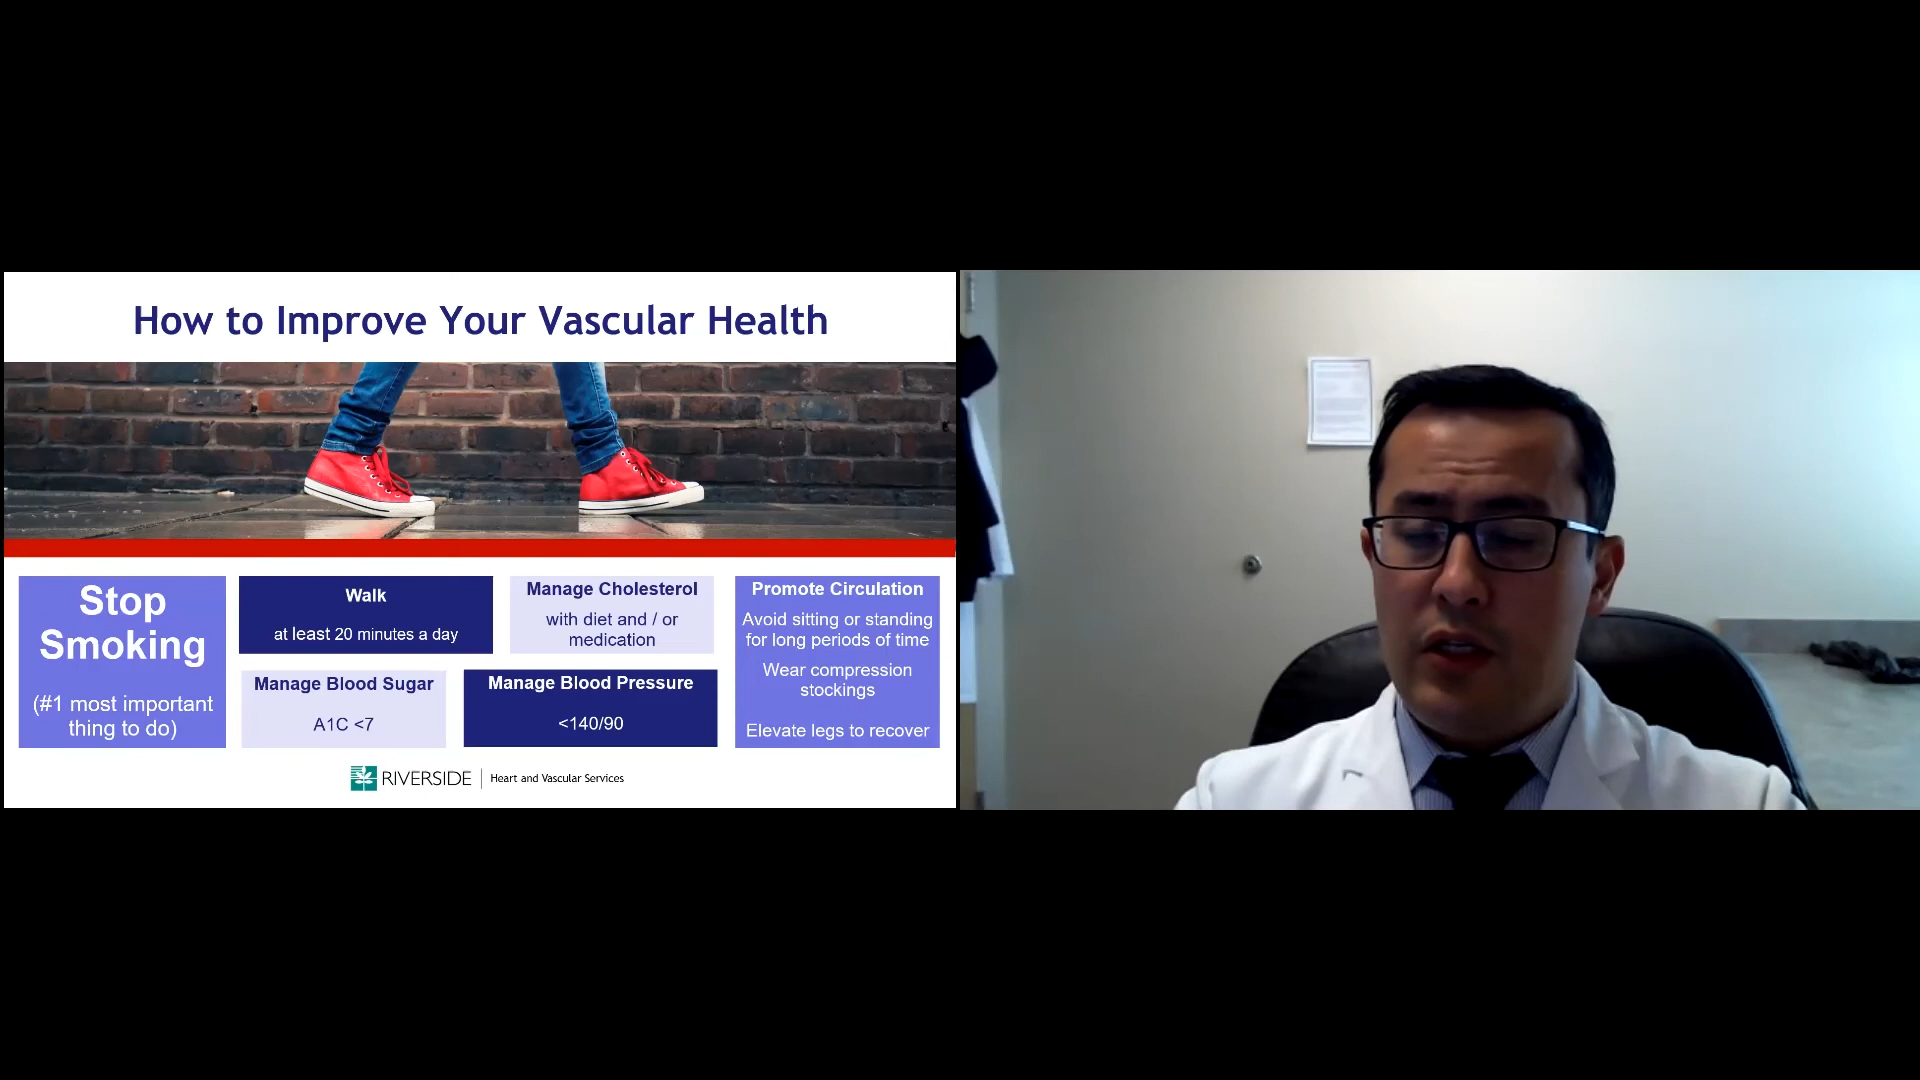 How to Improve Your Vascular Health
Stop
Smoking
(#1 most important
thing to do)
Walk
at least 20 minutes a day
Manage Cholesterol
with diet and / or
medication
Manage Blood Sugar
A1C <7
Manage Blood Pressure
<140/90
Promote Circulation
Avoid sitting or standing
for long periods of time
Wear compression
stockings
Elevate legs to recover
RIVERSIDE Heart and Vascular Services